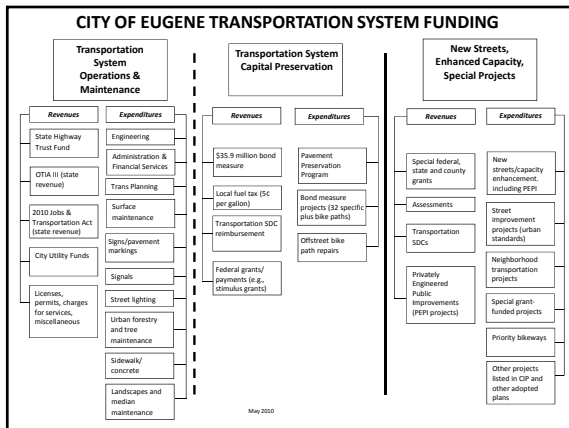 CITY OF EUGENE TRANSPORTATION SYSTEM FUNDING
Transportation
System
Operations &
Maintenance
Revenues
Expenditures
State Highway
Trust Fund
OTIA III (state
revenue)
2010 Jobs &
Transportation Act
(state revenue)
City Utility Funds
Licenses,
permits, charges
for services,
miscellaneous
Engineering
Administration &
Financial Services
Trans Planning
Surface
maintenance
Signs/pavement
markings
Signals
Street lighting
Urban forestry
and tree
maintenance
Sidewalk/
concrete
Landscapes and
median
maintenance
Transportation System
Capital Preservation
Revenues
Expenditures
$35.9 million bond
measure
Local fuel tax (5¢
per gallon)
Transportation SDC
reimbursement
Federal grants/
payments (e.g.,
stimulus grants)
Pavement
Preservation
Program
Bond measure
projects (32 specific
plus bike paths)
Offstreet bike
path repairs
New Streets,
Enhanced Capacity,
Special Projects
Revenues
Expenditures
Special federal,
state and county
grants
Assessments
Transportation
SDCs
Privately
Engineered
Public
Improvements
(PEPI projects)
New
streets/capacity
enhancement.
including PEPI
Street
improvement
projects (urban
standards)
Neighborhood
transportation
projects
Special grant-
funded projects
Priority bikeways
Other projects
listed in CIP and
other adopted
plans
May 2010